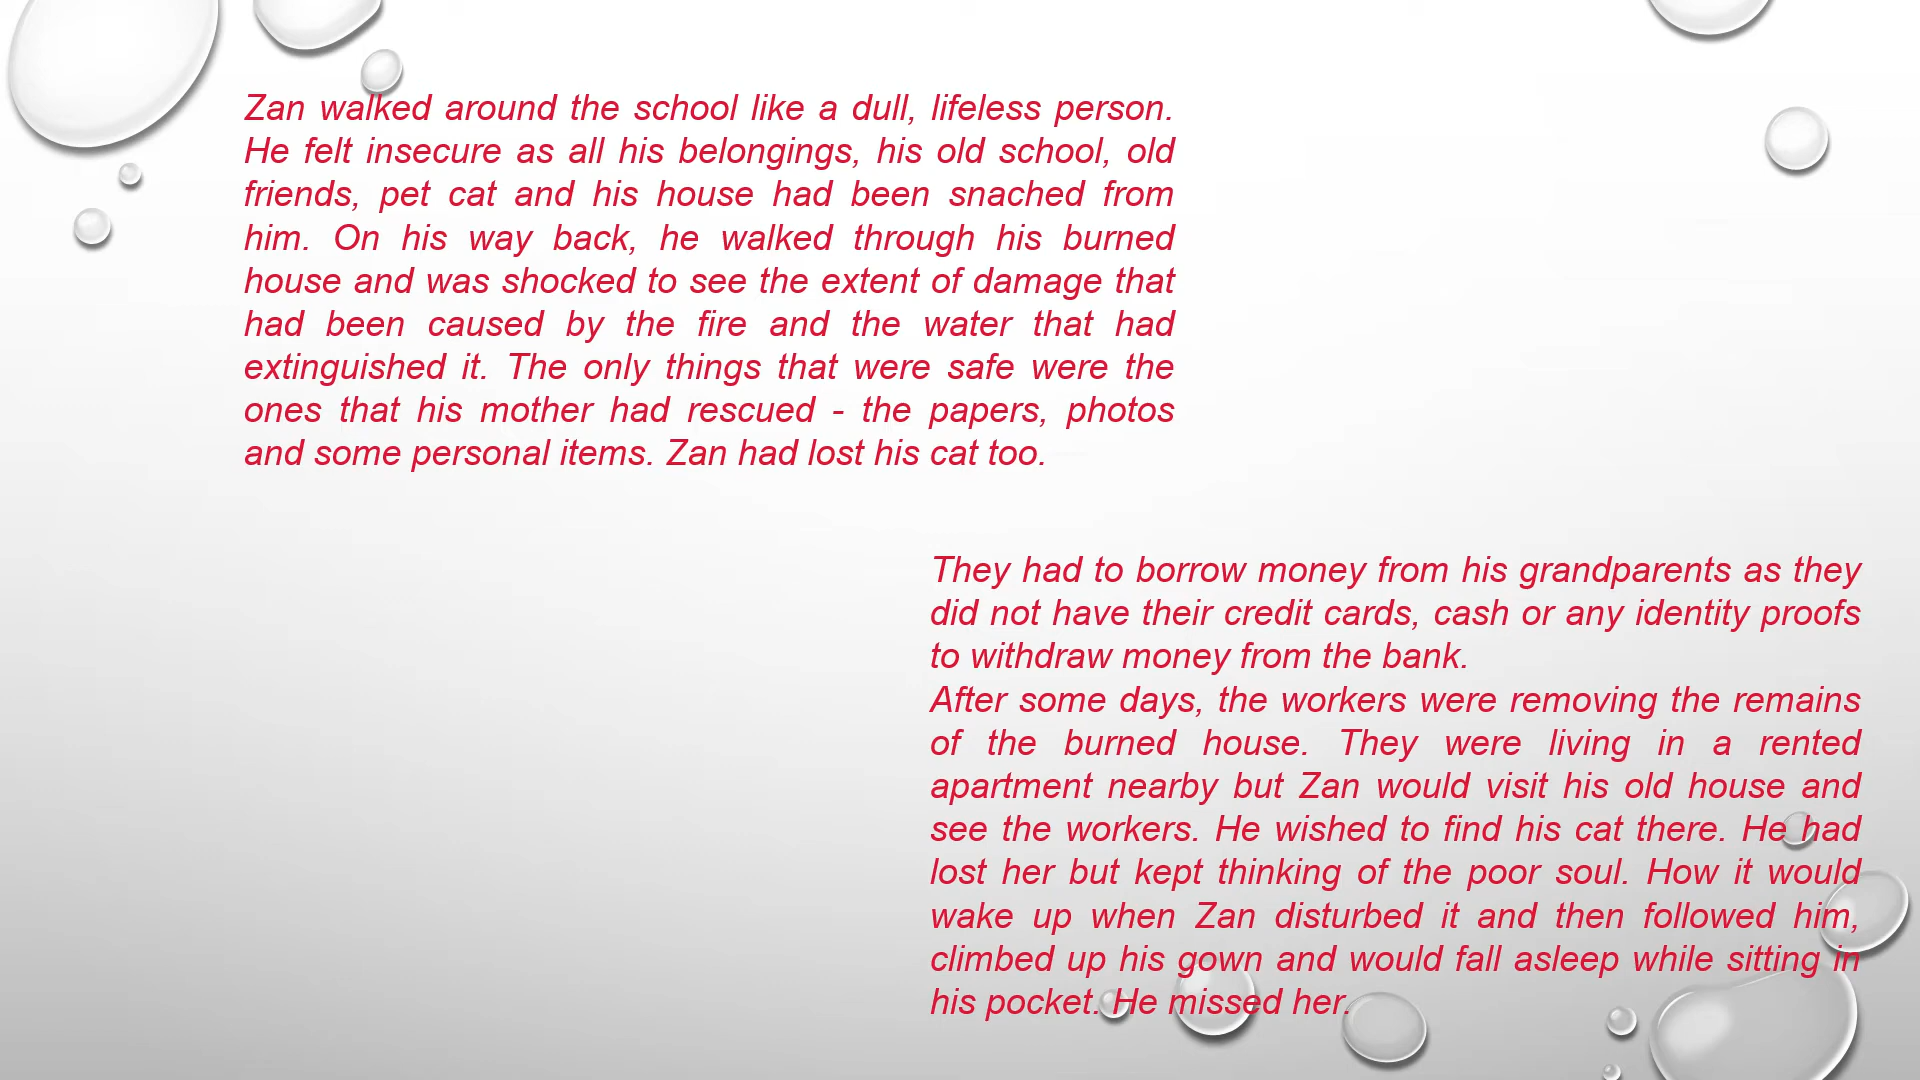 Zan walked around the school like a dull, lifeless person.
He felt insecure as all his belongings, his old school, old
friends, pet cat and his house had been snached from
him. On his way back, he walked through his burned
house and was shocked to see the extent of damage that
had been caused by the fire and the water that had
extinguished it. The only things that were safe were the
ones that his mother had rescued - the papers, photos
and some personal items. Zan had lost his cat too.
They had to borrow money from his grandparents as they
did not have their credit cards, cash or any identity proofs
to withdraw money from the bank.
After some days, the workers were removing the remains
of the burned house. They were living in a rented
apartment nearby but Zan would visit his old house and
see the workers. He wished to find his cat there. He had
lost her but kept thinking of the poor soul. How it would
wake up when Zan disturbed it and then followed him,
climbed up his gown and would fall asleep while sitting in
his pocket. He missed her.